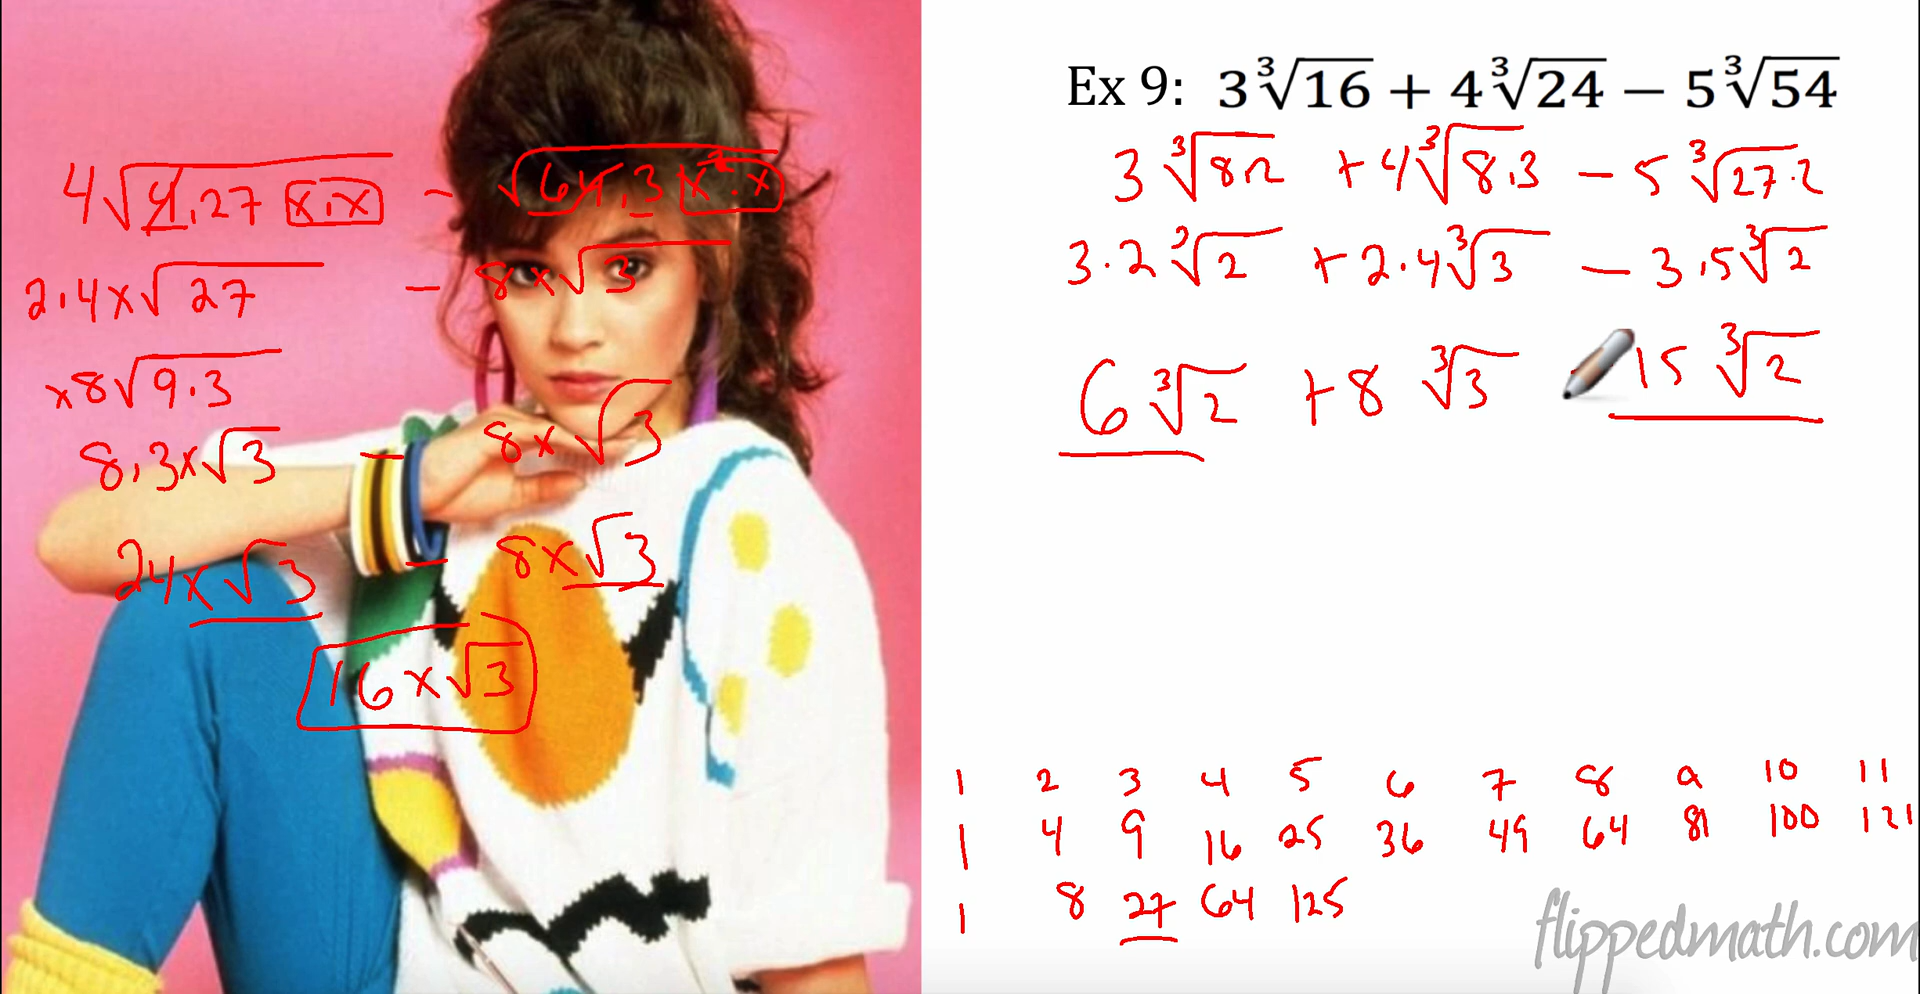 4√4.27 x.x - √64.3 x².x
2.4x√27 - 8x√3
x8√9.3
8.3x√3 - 8x√3
24x√3 - 8x√3
16x√3
Ex 9: 3∛16 + 4∛24 − 5∛54
3∛8.2 + 4∛8.3 - 5∛27.2
3.2∛2 + 2.4∛3 - 3.5∛2
6∛2 + 8∛3 15∛2
1 2 3 4 5 6 7 8 9 10 11
1 4 9 16 25 36 49 64 81 100 121
1 8 27 64 125
flippedmath.com